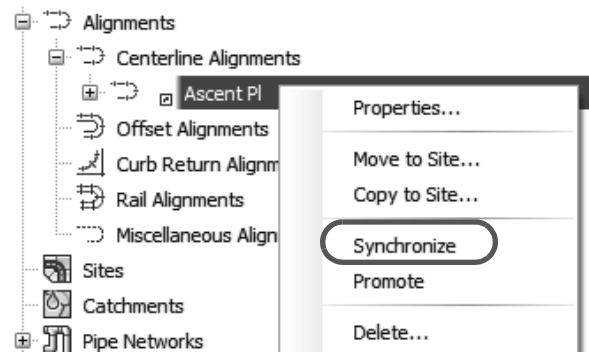 Alignments
Centerline Alignments
Ascent Pl
Offset Alignments
Curb Return Alignm
Rail Alignments
Miscellaneous Align
Sites
Catchments
Pipe Networks
Properties...
Move to Site...
Copy to Site...
Synchronize
Promote
Delete...